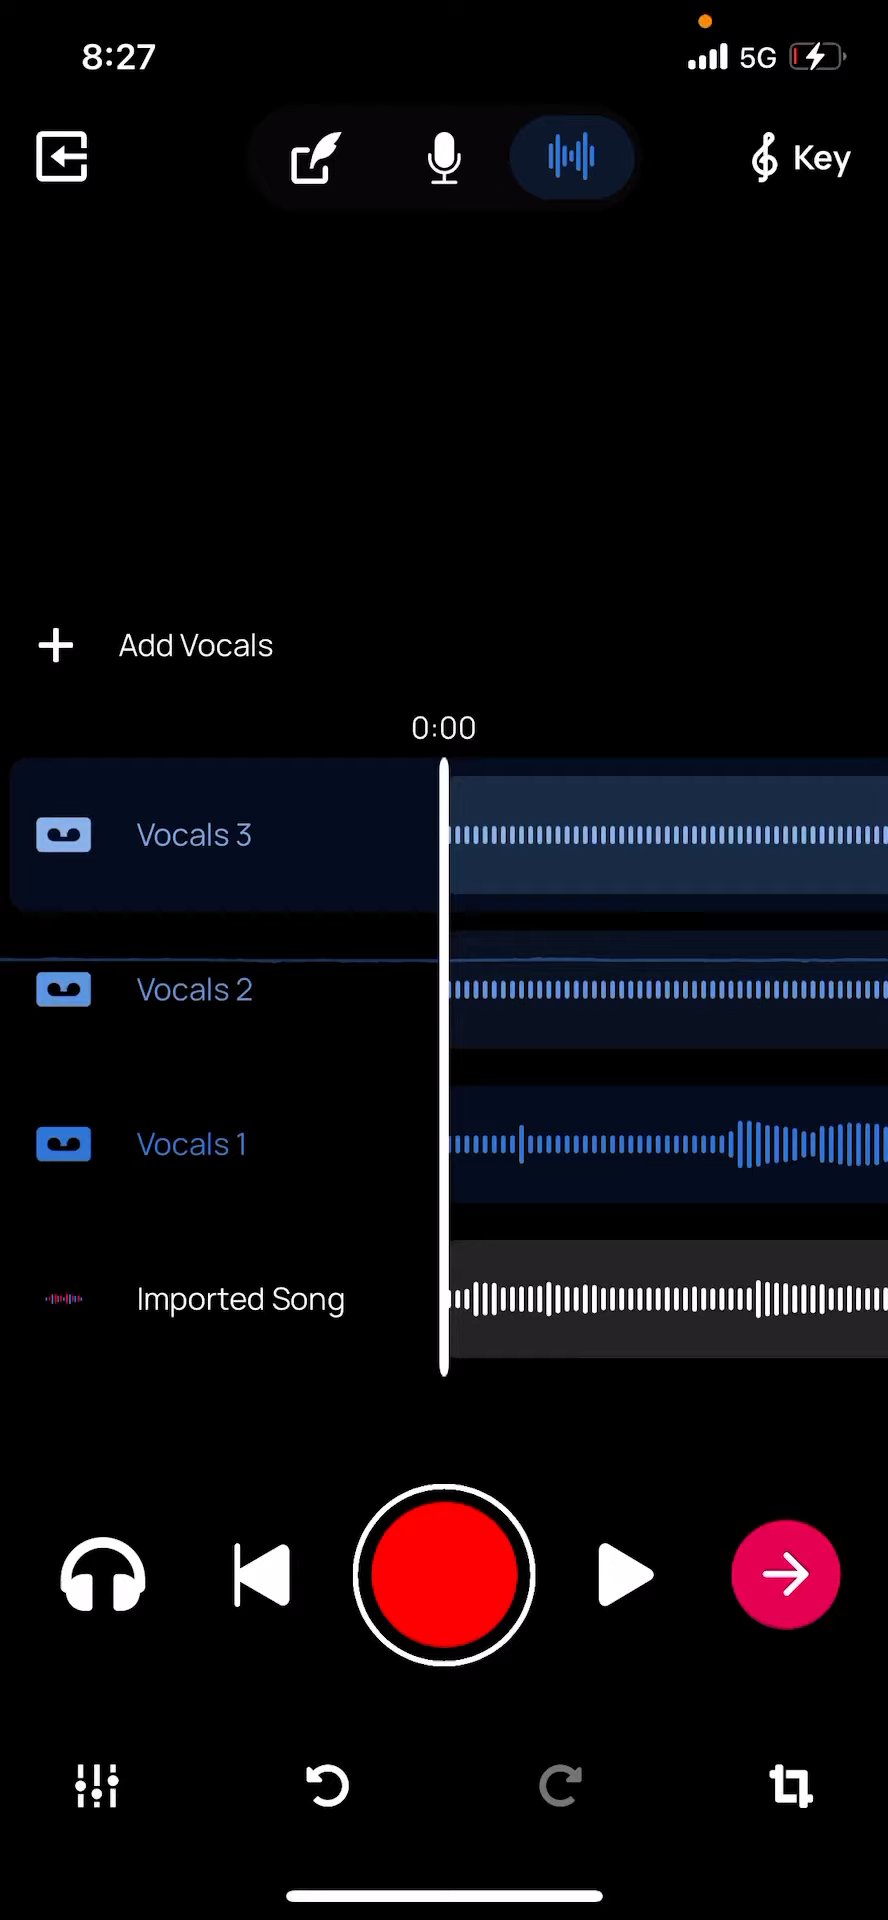 8:27
5G
Key
Add Vocals
0:00
Vocals 3
Vocals 2
Vocals 1
Imported Song